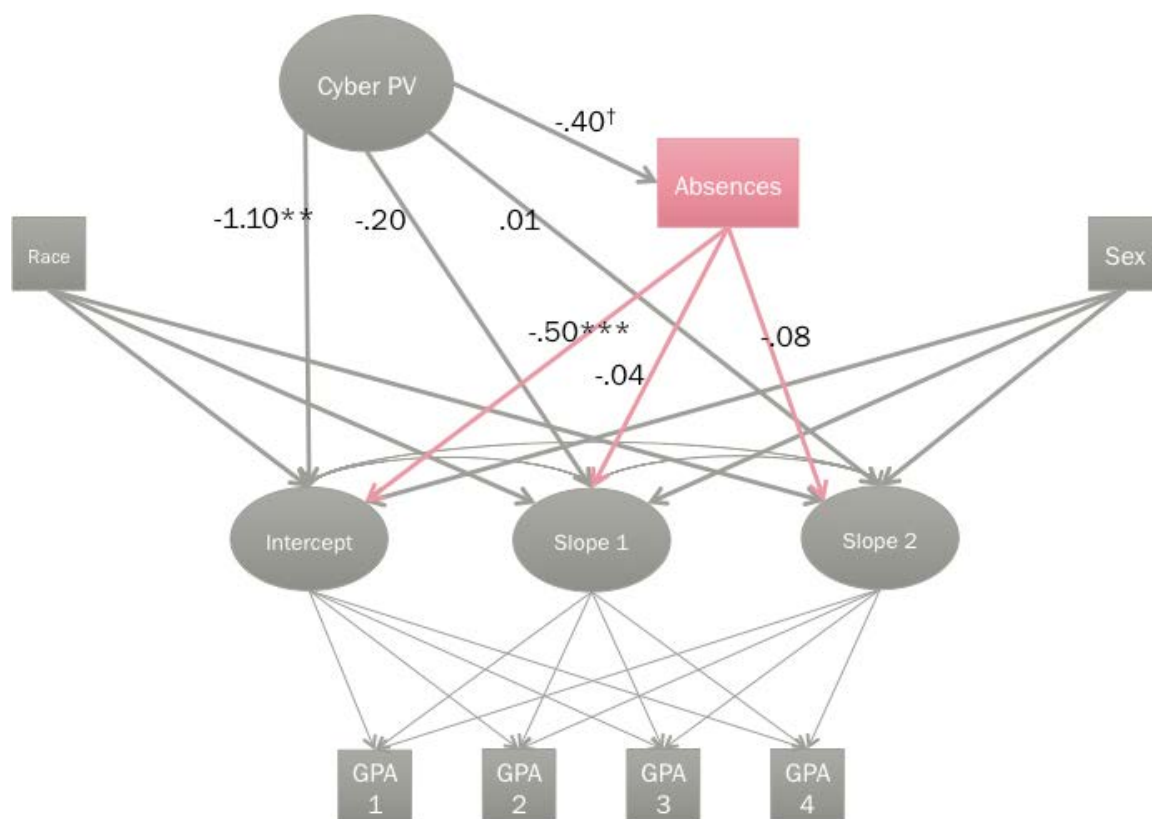 Cyber PV
-.40†
Absences
-1.10**
-.20
.01
Race
Sex
-.50***
-.08
-.04
Intercept
Slope 1
Slope 2
GPA
1
GPA
2
GPA
3
GPA
4